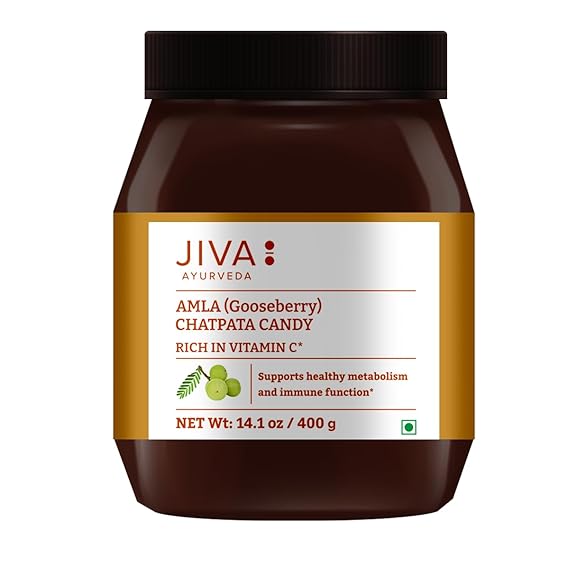 JIVA
AYURVEDA
AMLA (Gooseberry)
CHATPATA CANDY
RICH IN VITAMIN C*
Supports healthy metabolism
and immune function*
NET Wt: 14.1 oz / 400 g